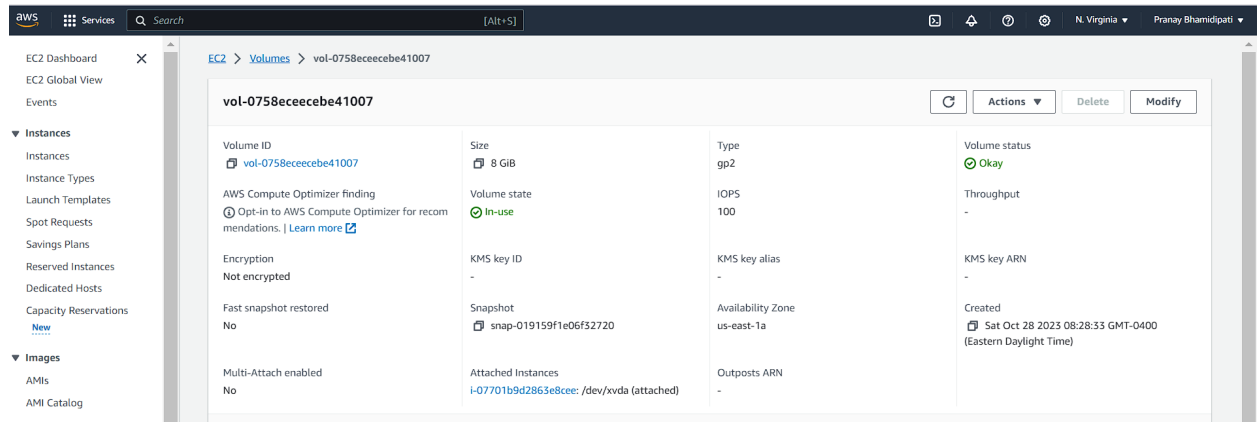 aws Services Search [Alt+S] N. Virginia ▼ Pranay Bhamidipati ▼
EC2 Dashboard
EC2 Global View
Events
▼ Instances
Instances
Instance Types
Launch Templates
Spot Requests
Savings Plans
Reserved Instances
Dedicated Hosts
Capacity Reservations
New
▼ Images
AMIs
AMI Catalog
EC2 > Volumes > vol-0758eceecebe41007
vol-0758eceecebe41007
Actions ▼ Delete Modify
Volume ID
vol-0758eceecebe41007
Size
8 GiB
Type
gp2
Volume status
Okay
AWS Compute Optimizer finding
Opt-in to AWS Compute Optimizer for recom
mendations. | Learn more
Volume state
In-use
IOPS
100
Throughput
-
Encryption
Not encrypted
KMS key ID
-
KMS key alias
-
KMS key ARN
-
Fast snapshot restored
No
Snapshot
snap-019159f1e06f32720
Availability Zone
us-east-1a
Created
Sat Oct 28 2023 08:28:33 GMT-0400
(Eastern Daylight Time)
Multi-Attach enabled
No
Attached Instances
i-07701b9d2863e8cee: /dev/xvda (attached)
Outposts ARN
-